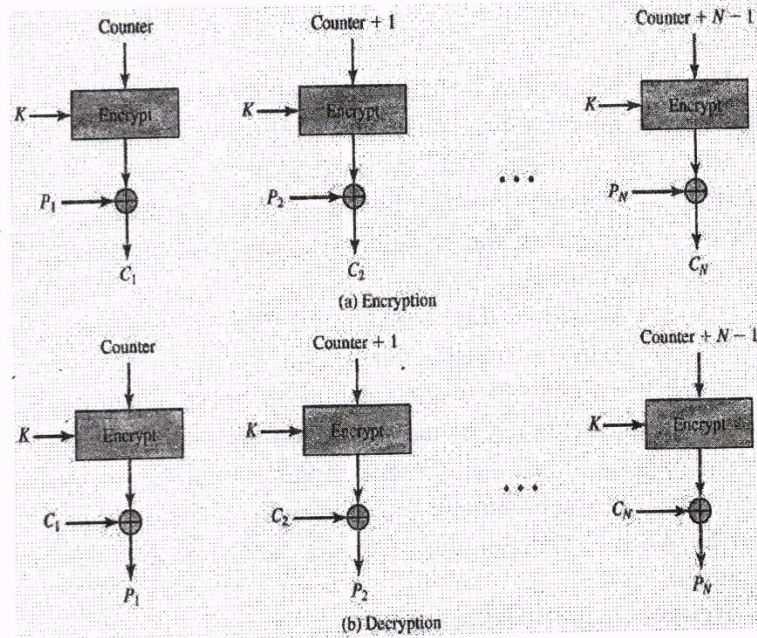 Counter
Counter + 1
Counter + N − 1
K
Encrypt
K
Encrypt
K
Encrypt
P1
P2
. . .
PN
C1
C2
CN
(a) Encryption
Counter
Counter + 1
Counter + N − 1
K
Encrypt
K
Encrypt
K
Encrypt
C1
C2
. . .
CN
P1
P2
PN
(b) Decryption